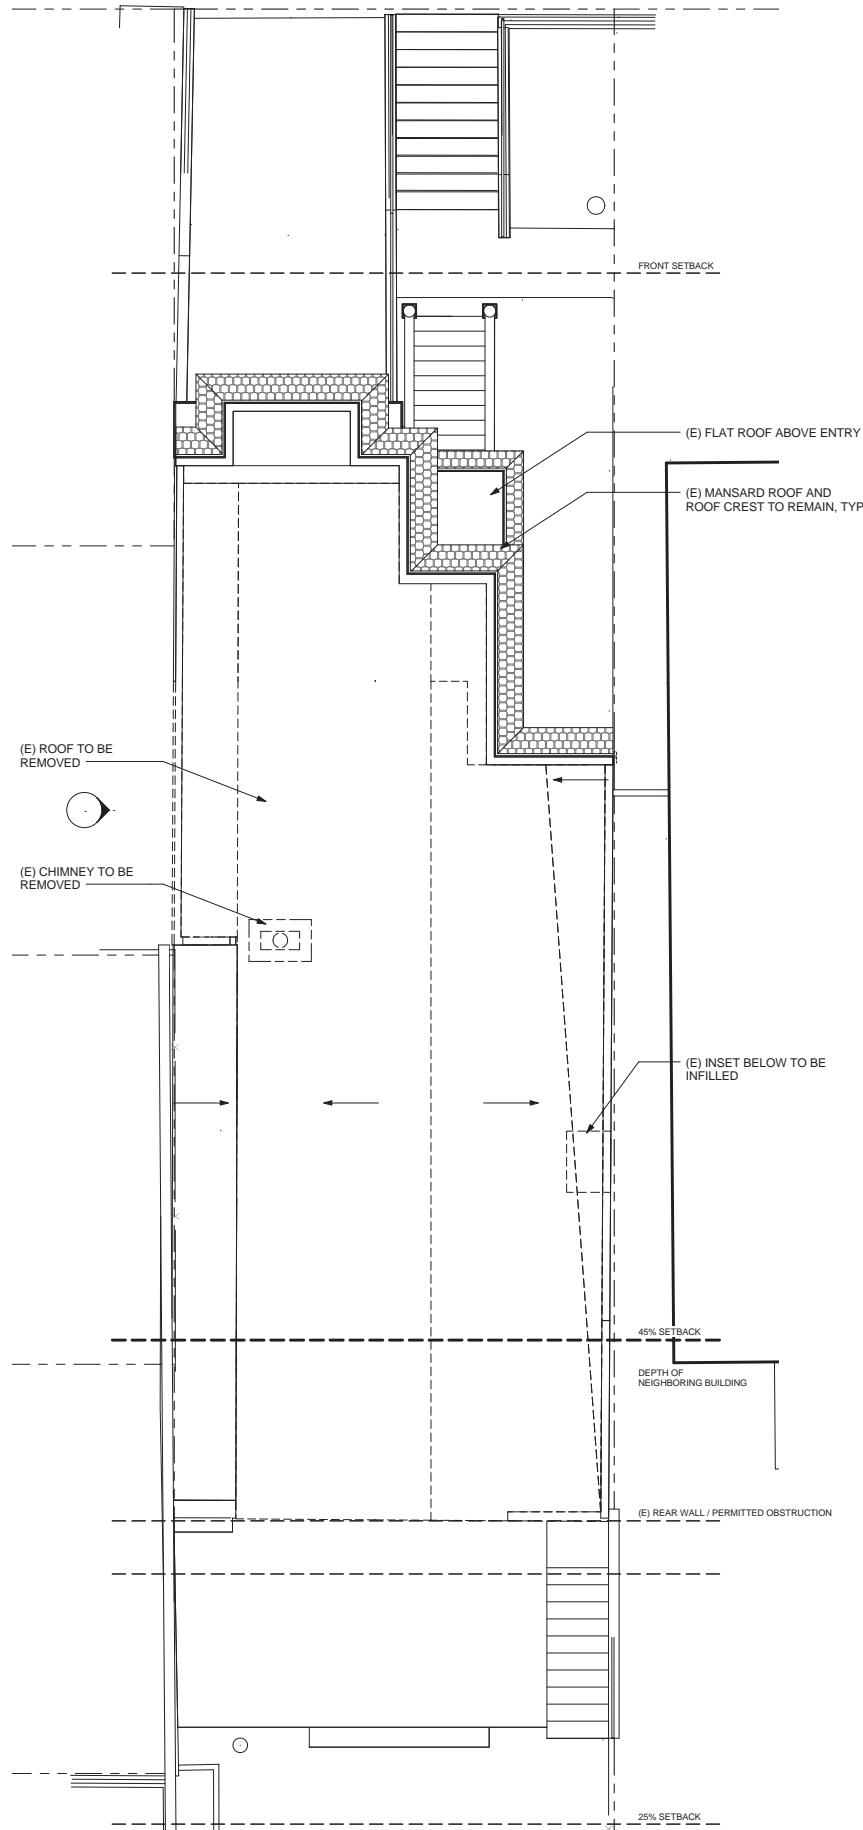 FRONT SETBACK
(E) FLAT ROOF ABOVE ENTRY
(E) MANSARD ROOF AND
ROOF CREST TO REMAIN, TYP
(E) ROOF TO BE
REMOVED
(E) CHIMNEY TO BE
REMOVED
(E) INSET BELOW TO BE
INFILLED
45% SETBACK
DEPTH OF
NEIGHBORING BUILDING
(E) REAR WALL / PERMITTED OBSTRUCTION
25% SETBACK